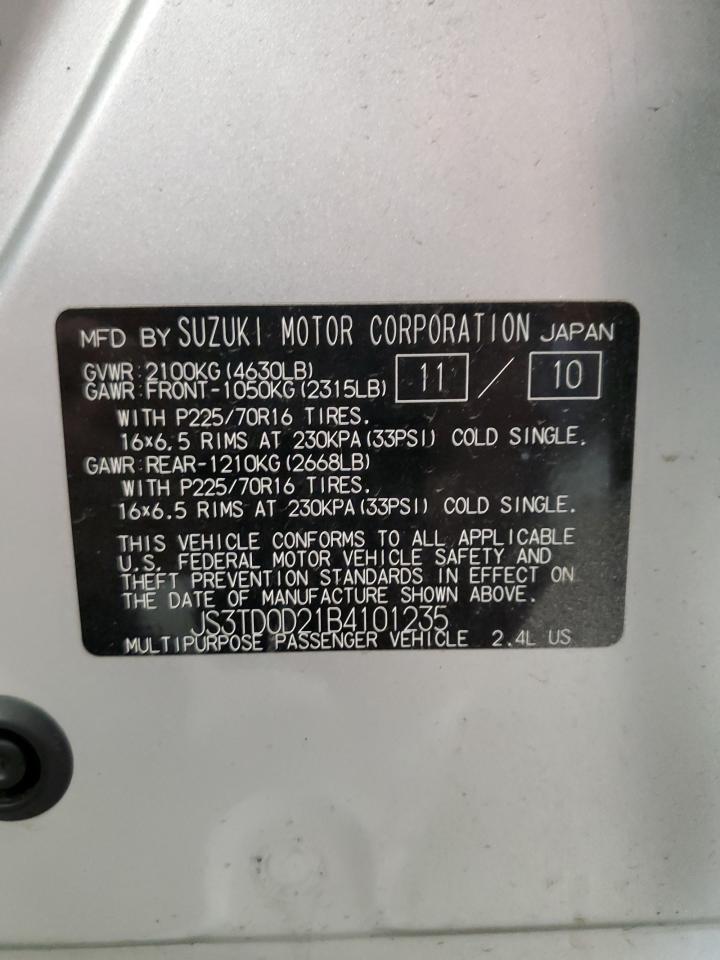 MFD BY SUZUKI MOTOR CORPORATION JAPAN
GVWR:2100KG(4630LB)
GAWR:FRONT-1050KG(2315LB) 11 / 10
WITH P225/70R16 TIRES.
16×6.5 RIMS AT 230KPA(33PSI) COLD SINGLE.
GAWR:REAR-1210KG(2668LB)
WITH P225/70R16 TIRES.
16×6.5 RIMS AT 230KPA(33PSI) COLD SINGLE.
THIS VEHICLE CONFORMS TO ALL APPLICABLE
U.S. FEDERAL MOTOR VEHICLE SAFETY AND
THEFT PREVENTION STANDARDS IN EFFECT ON
THE DATE OF MANUFACTURE SHOWN ABOVE.
JS3TD0D21B4101235
MULTIPURPOSE PASSENGER VEHICLE 2.4L US